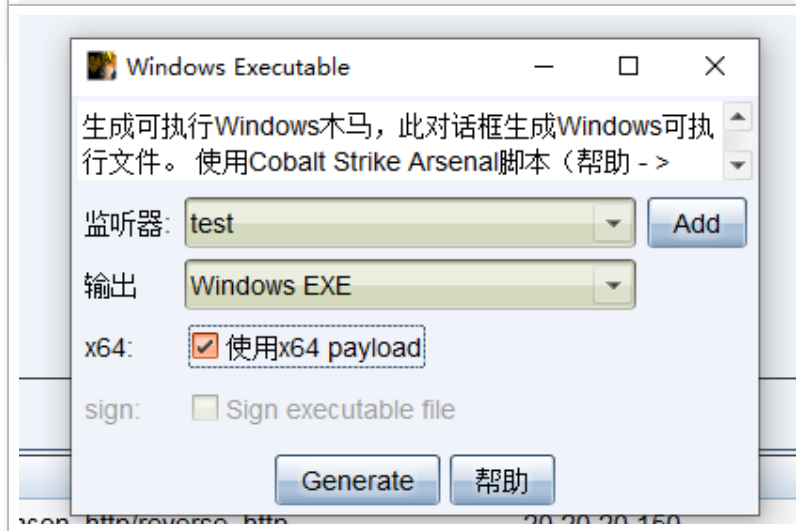 Windows Executable
生成可执行Windows木马，此对话框生成Windows可执
行文件。 使用Cobalt Strike Arsenal脚本（帮助 - >
监听器: test Add
输出 Windows EXE
x64: 使用x64 payload
sign: Sign executable file
Generate 帮助
http/reverse_http 20.20.20.150